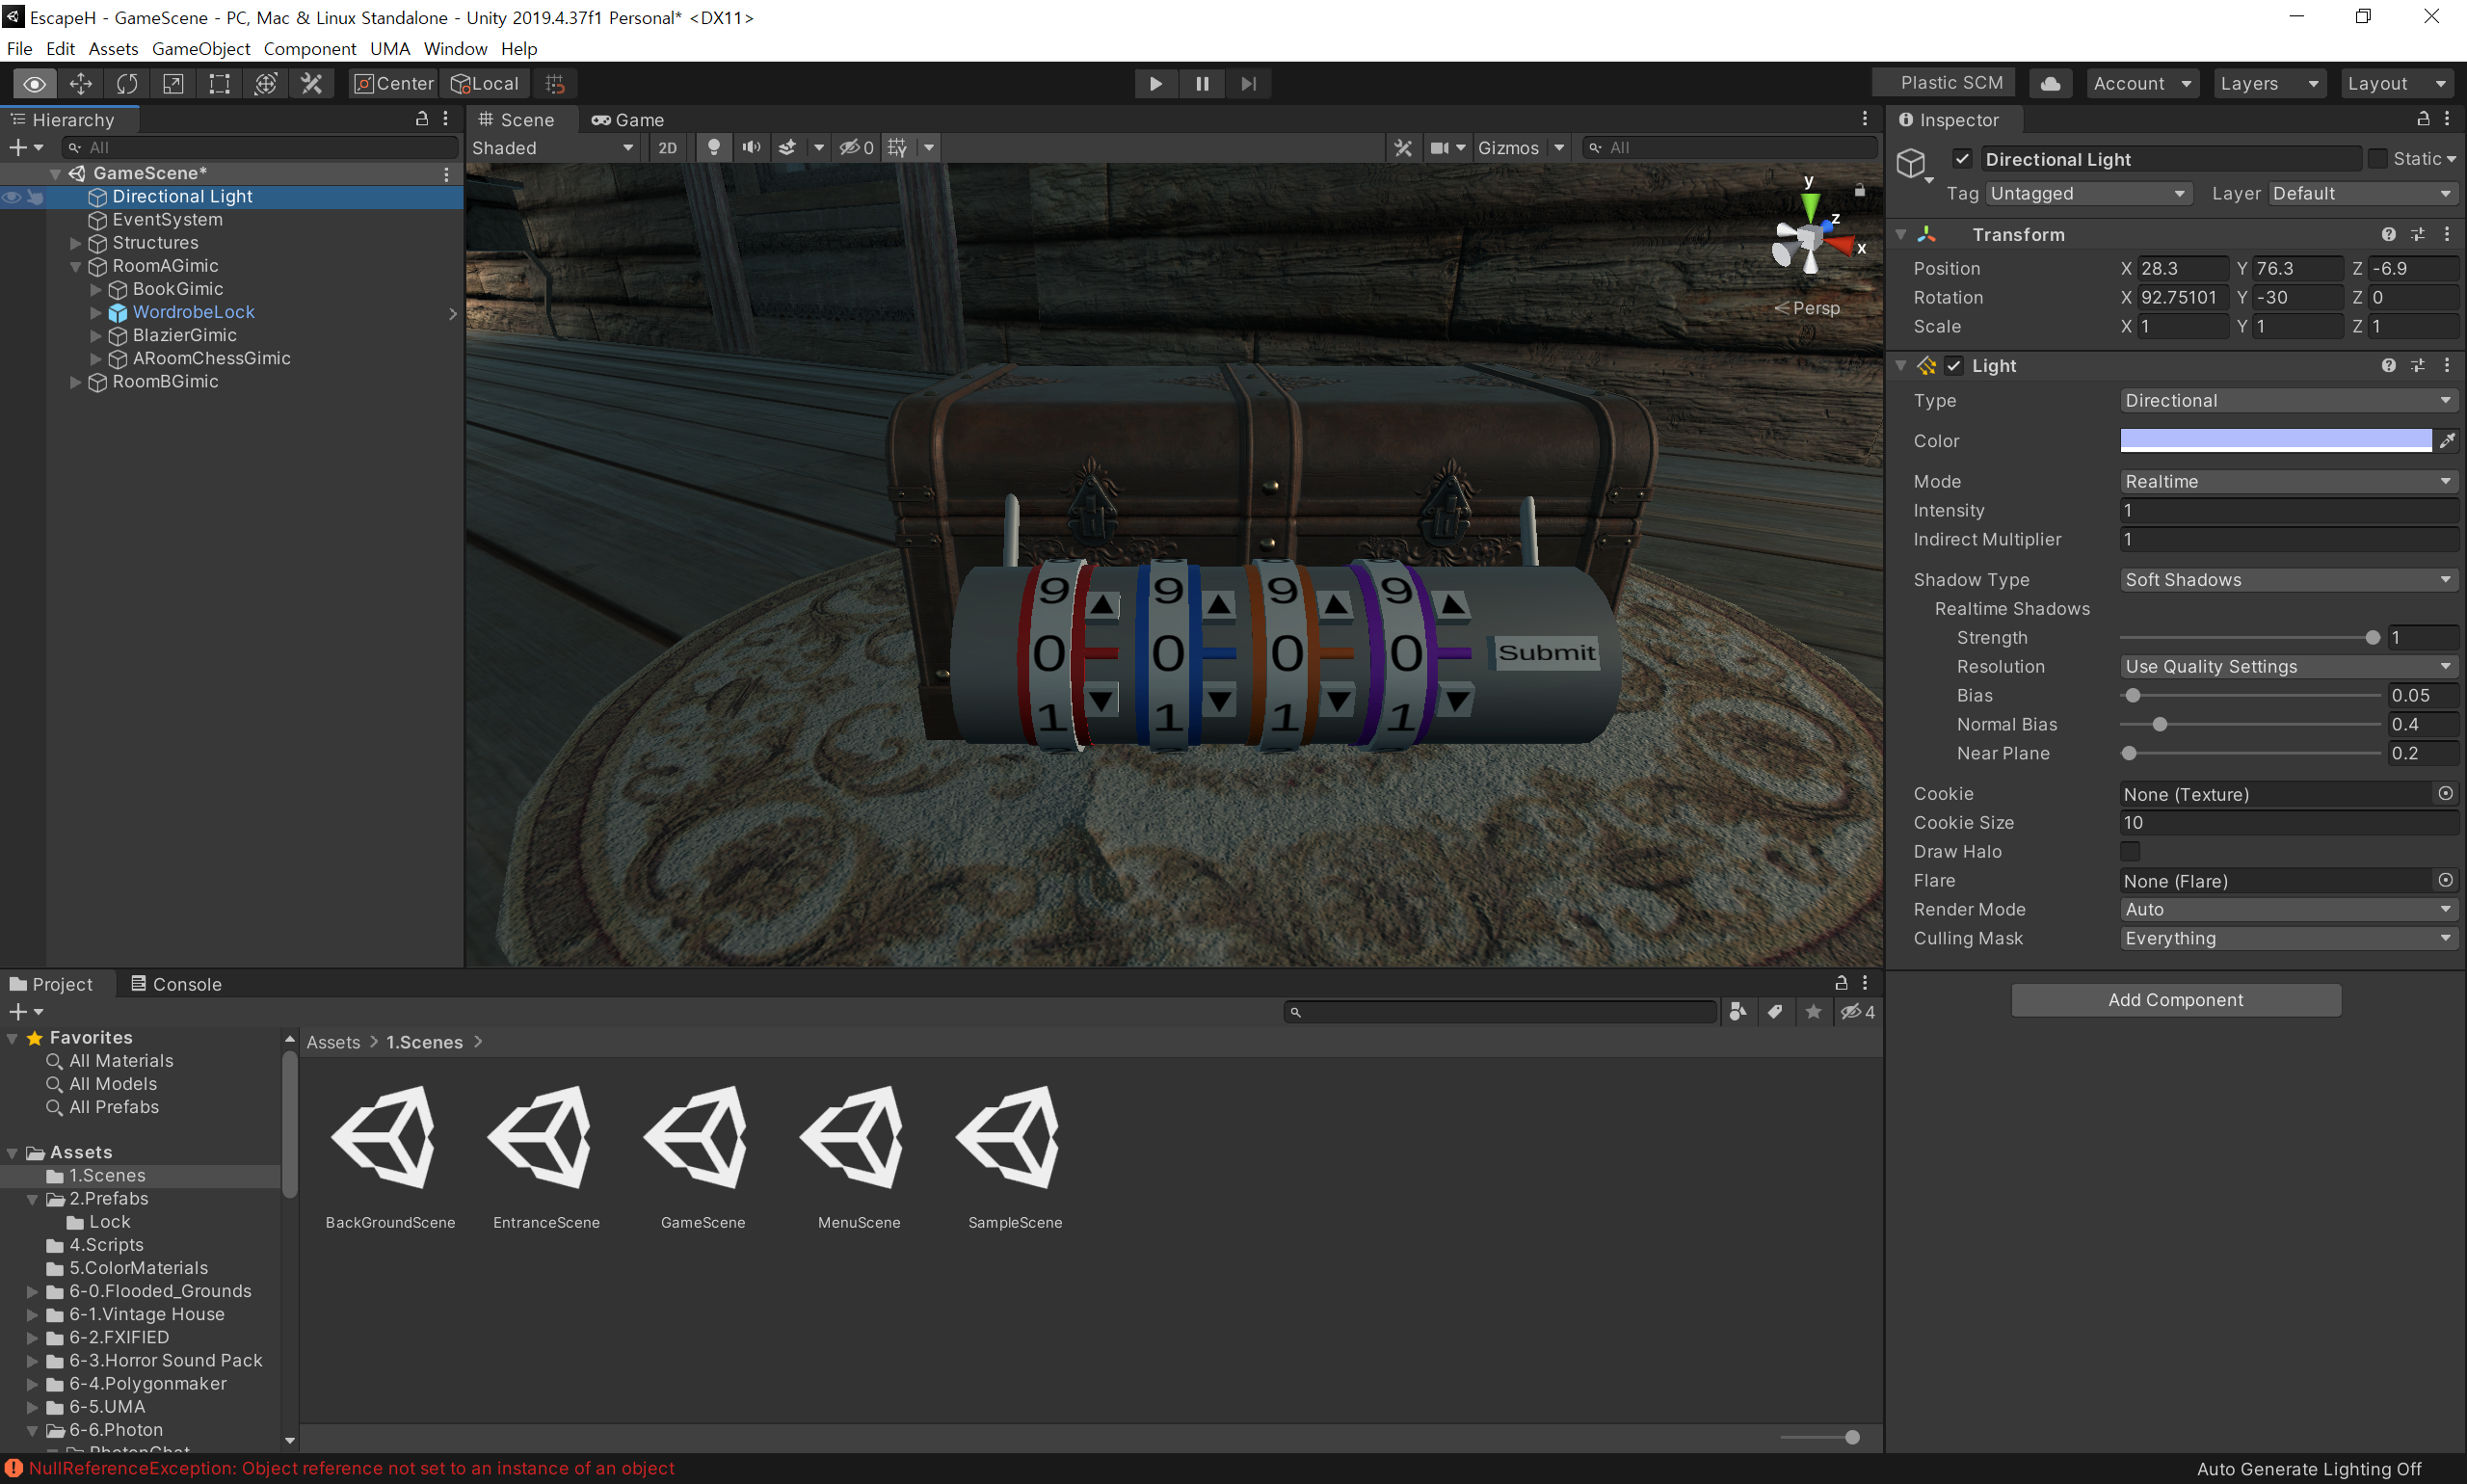 EscapeH - GameScene - PC, Mac & Linux Standalone - Unity 2019.4.37f1 Personal* <DX11>
File Edit Assets GameObject Component UMA Window Help
Center Local Plastic SCM Account Layers Layout
Hierarchy
All
GameScene*
Directional Light
EventSystem
Structures
RoomAGimic
BookGimic
WordrobeLock
BlazierGimic
ARoomChessGimic
RoomBGimic
Scene Game
Shaded 2D 0 Gizmos All
y
z
x
Persp
9 9 9 9
0 0 0 0 Submit
1 1 1 1
Inspector
Directional Light Static
Tag Untagged Layer Default
Transform
Position X 28.3 Y 76.3 Z -6.9
Rotation X 92.75101 Y -30 Z 0
Scale X 1 Y 1 Z 1
Light
Type Directional
Color
Mode Realtime
Intensity 1
Indirect Multiplier 1
Shadow Type Soft Shadows
Realtime Shadows
Strength 1
Resolution Use Quality Settings
Bias 0.05
Normal Bias 0.4
Near Plane 0.2
Cookie None (Texture)
Cookie Size 10
Draw Halo
Flare None (Flare)
Render Mode Auto
Culling Mask Everything
Add Component
Project Console
4
Favorites
All Materials
All Models
All Prefabs
Assets
1.Scenes
2.Prefabs
Lock
4.Scripts
5.ColorMaterials
6-0.Flooded_Grounds
6-1.Vintage House
6-2.FXIFIED
6-3.Horror Sound Pack
6-4.Polygonmaker
6-5.UMA
6-6.Photon
PhotonChat
Assets > 1.Scenes >
BackGroundScene EntranceScene GameScene MenuScene SampleScene
NullReferenceException: Object reference not set to an instance of an object
Auto Generate Lighting Off